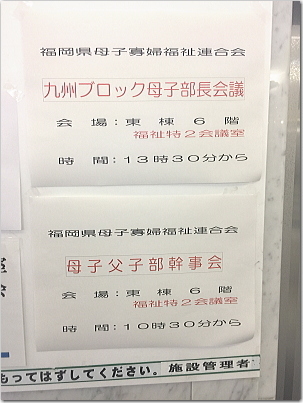 福岡県母子寡婦福祉連合会
九州ブロック母子部長会議
会場:東棟6階
福祉特2会議室
時間:13時30分から
福岡県母子寡婦福祉連合会
母子父子部幹事会
会場:東棟6階
福祉特2会議室
時間:10時30分から
もってはずしてください。施設管理者